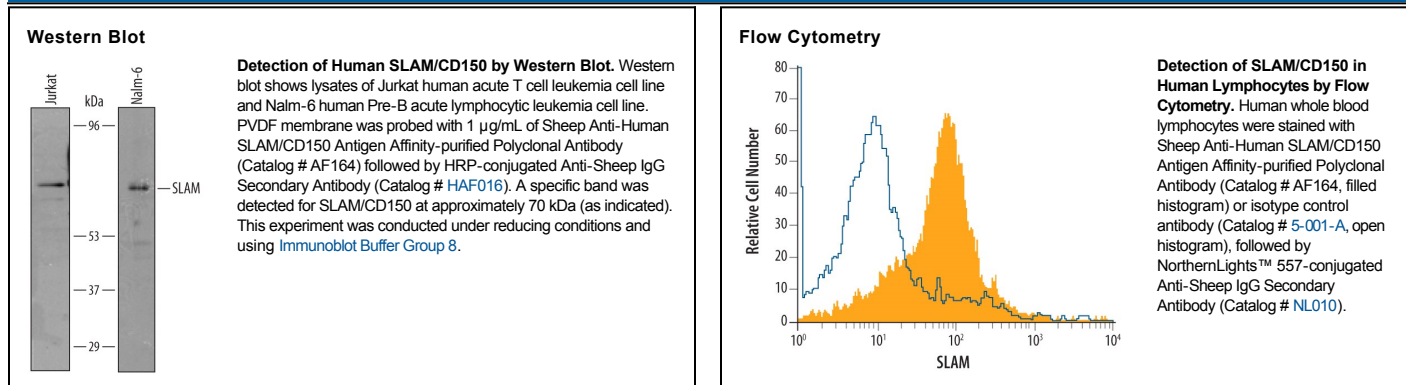 Western Blot
Jurkat
kDa
Nalm-6
96
SLAM
53
37
29
Detection of Human SLAM/CD150 by Western Blot. Western
blot shows lysates of Jurkat human acute T cell leukemia cell line
and Nalm-6 human Pre-B acute lymphocytic leukemia cell line.
PVDF membrane was probed with 1 µg/mL of Sheep Anti-Human
SLAM/CD150 Antigen Affinity-purified Polyclonal Antibody
(Catalog # AF164) followed by HRP-conjugated Anti-Sheep IgG
Secondary Antibody (Catalog # HAF016). A specific band was
detected for SLAM/CD150 at approximately 70 kDa (as indicated).
This experiment was conducted under reducing conditions and
using Immunoblot Buffer Group 8.
Flow Cytometry
Relative Cell Number
80
70
60
50
40
30
20
10
0
10⁰ 10¹ 10² 10³ 10⁴
SLAM
Detection of SLAM/CD150 in
Human Lymphocytes by Flow
Cytometry. Human whole blood
lymphocytes were stained with
Sheep Anti-Human SLAM/CD150
Antigen Affinity-purified Polyclonal
Antibody (Catalog # AF164, filled
histogram) or isotype control
antibody (Catalog # 5-001-A, open
histogram), followed by
NorthernLights™ 557-conjugated
Anti-Sheep IgG Secondary
Antibody (Catalog # NL010).